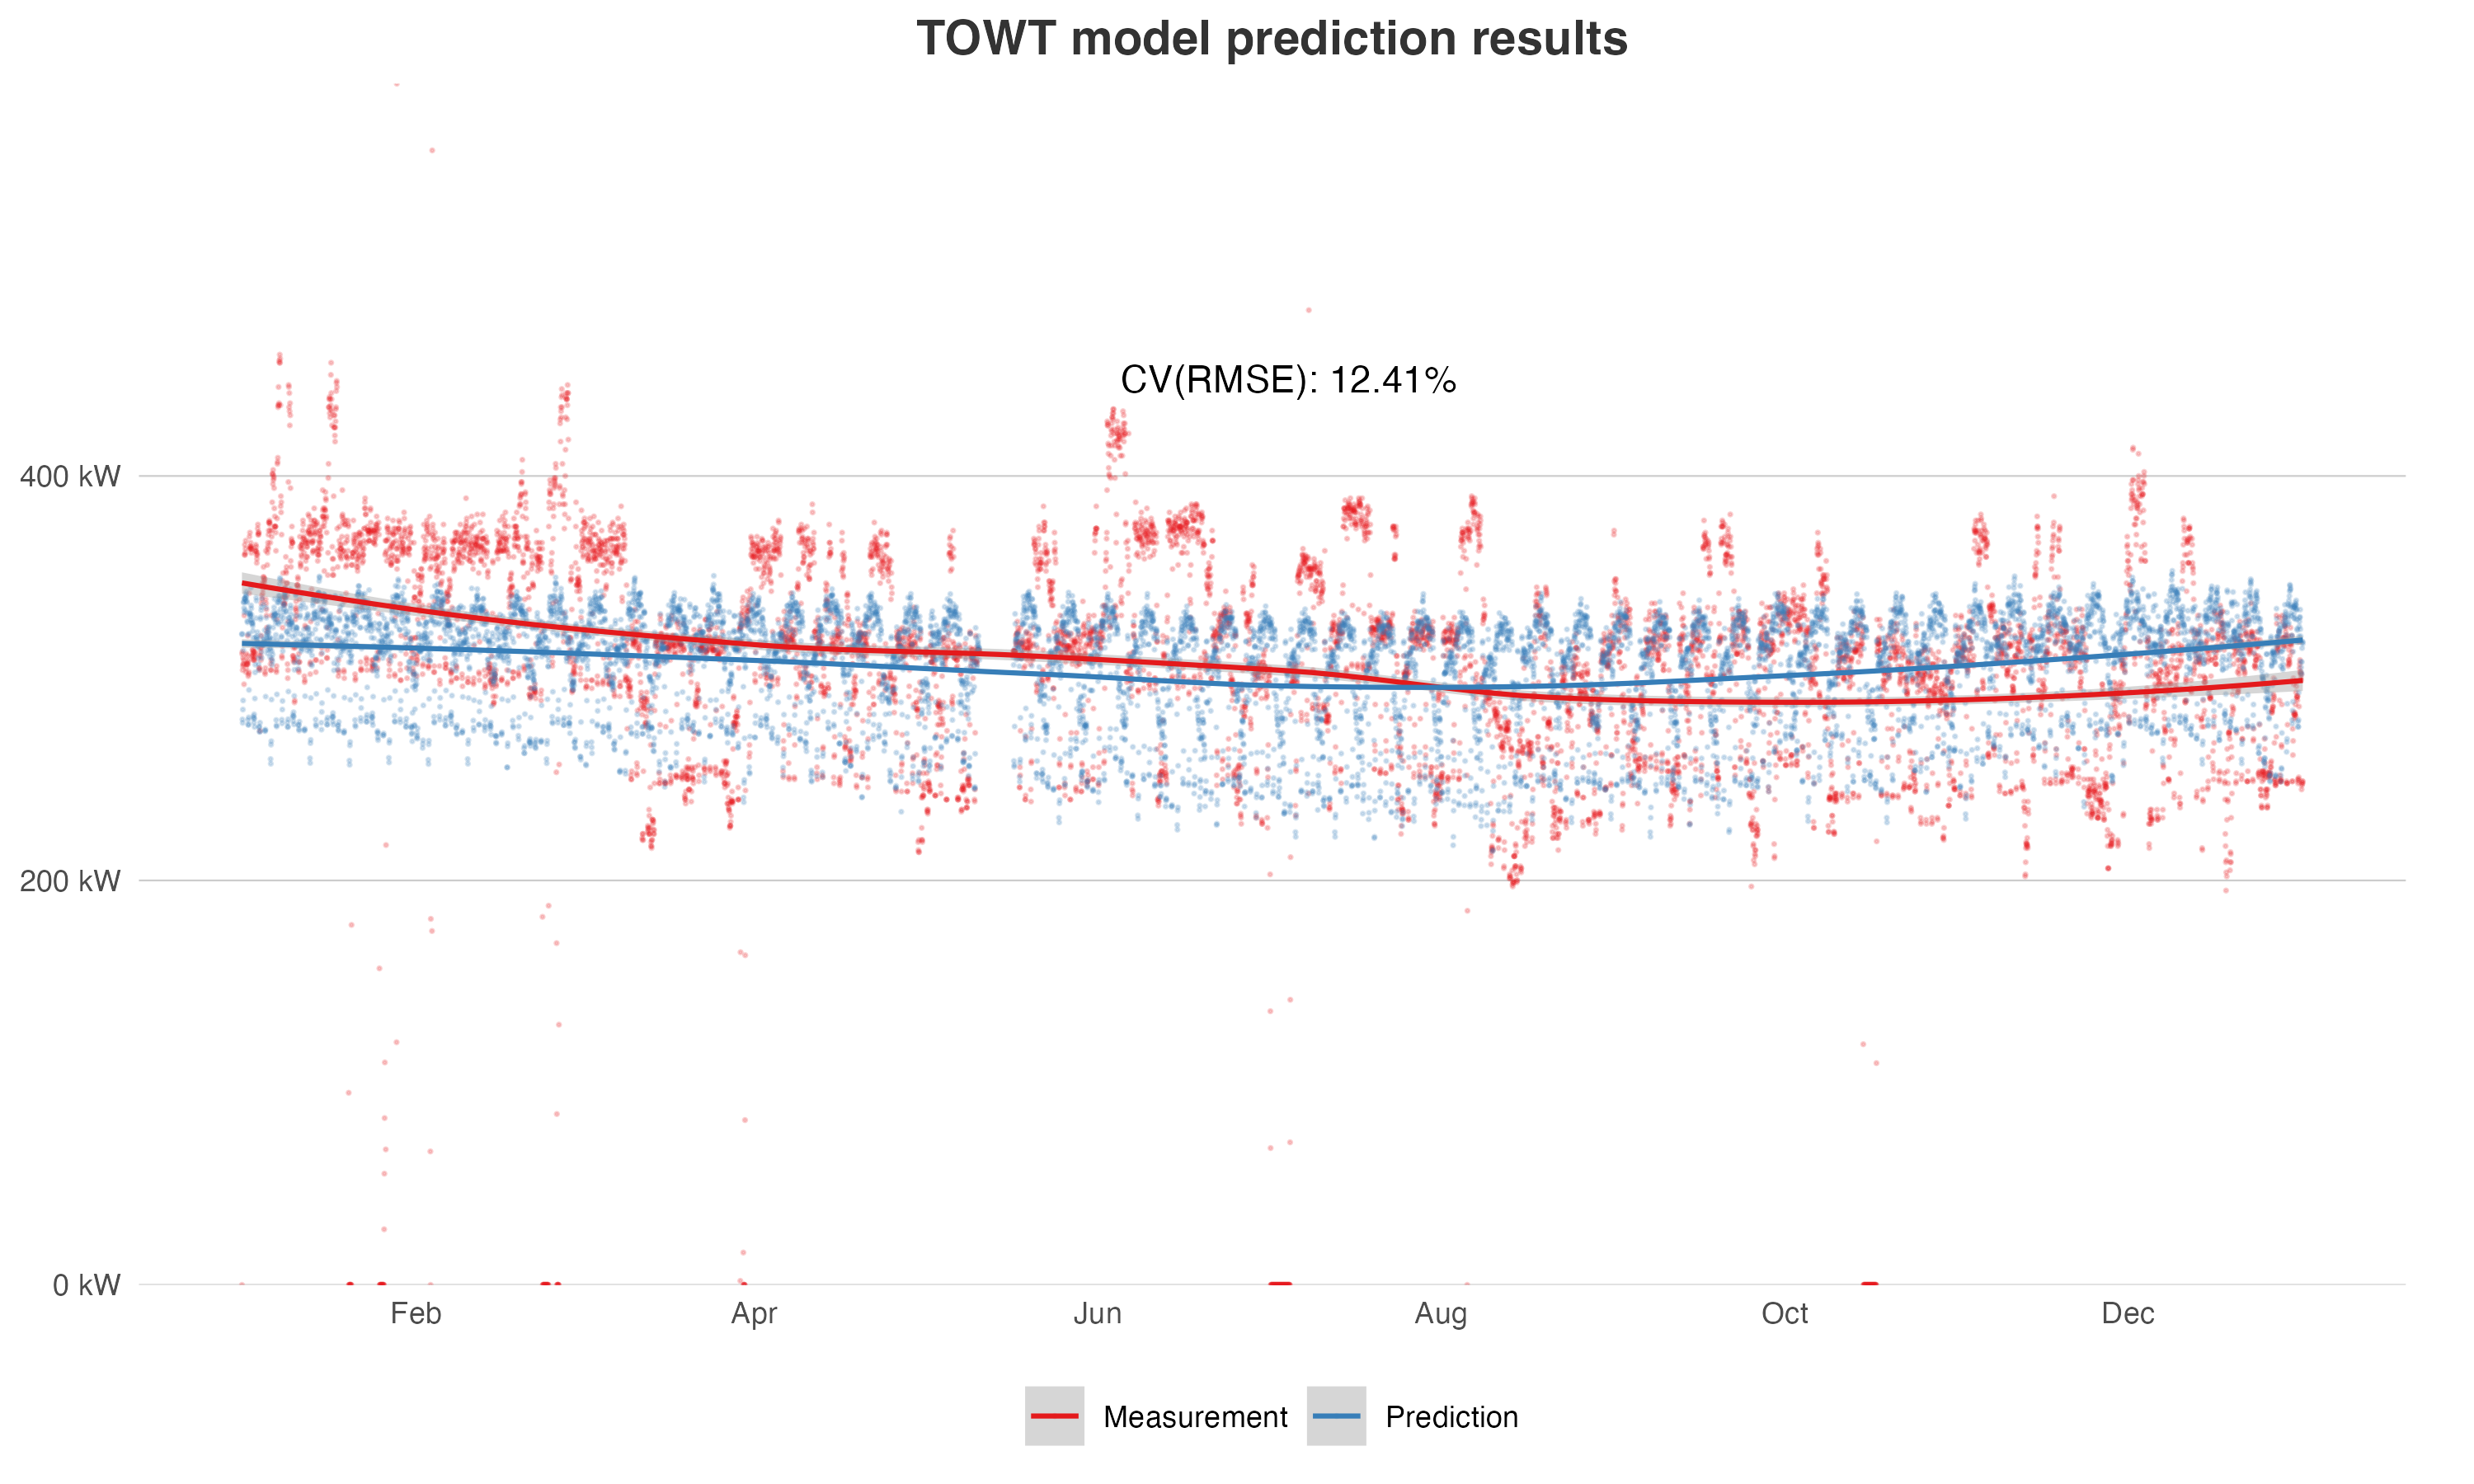 TOWT model prediction results
CV(RMSE): 12.41%
400 kW
200 kW
0 kW
Feb Apr Jun Aug Oct Dec
Measurement Prediction